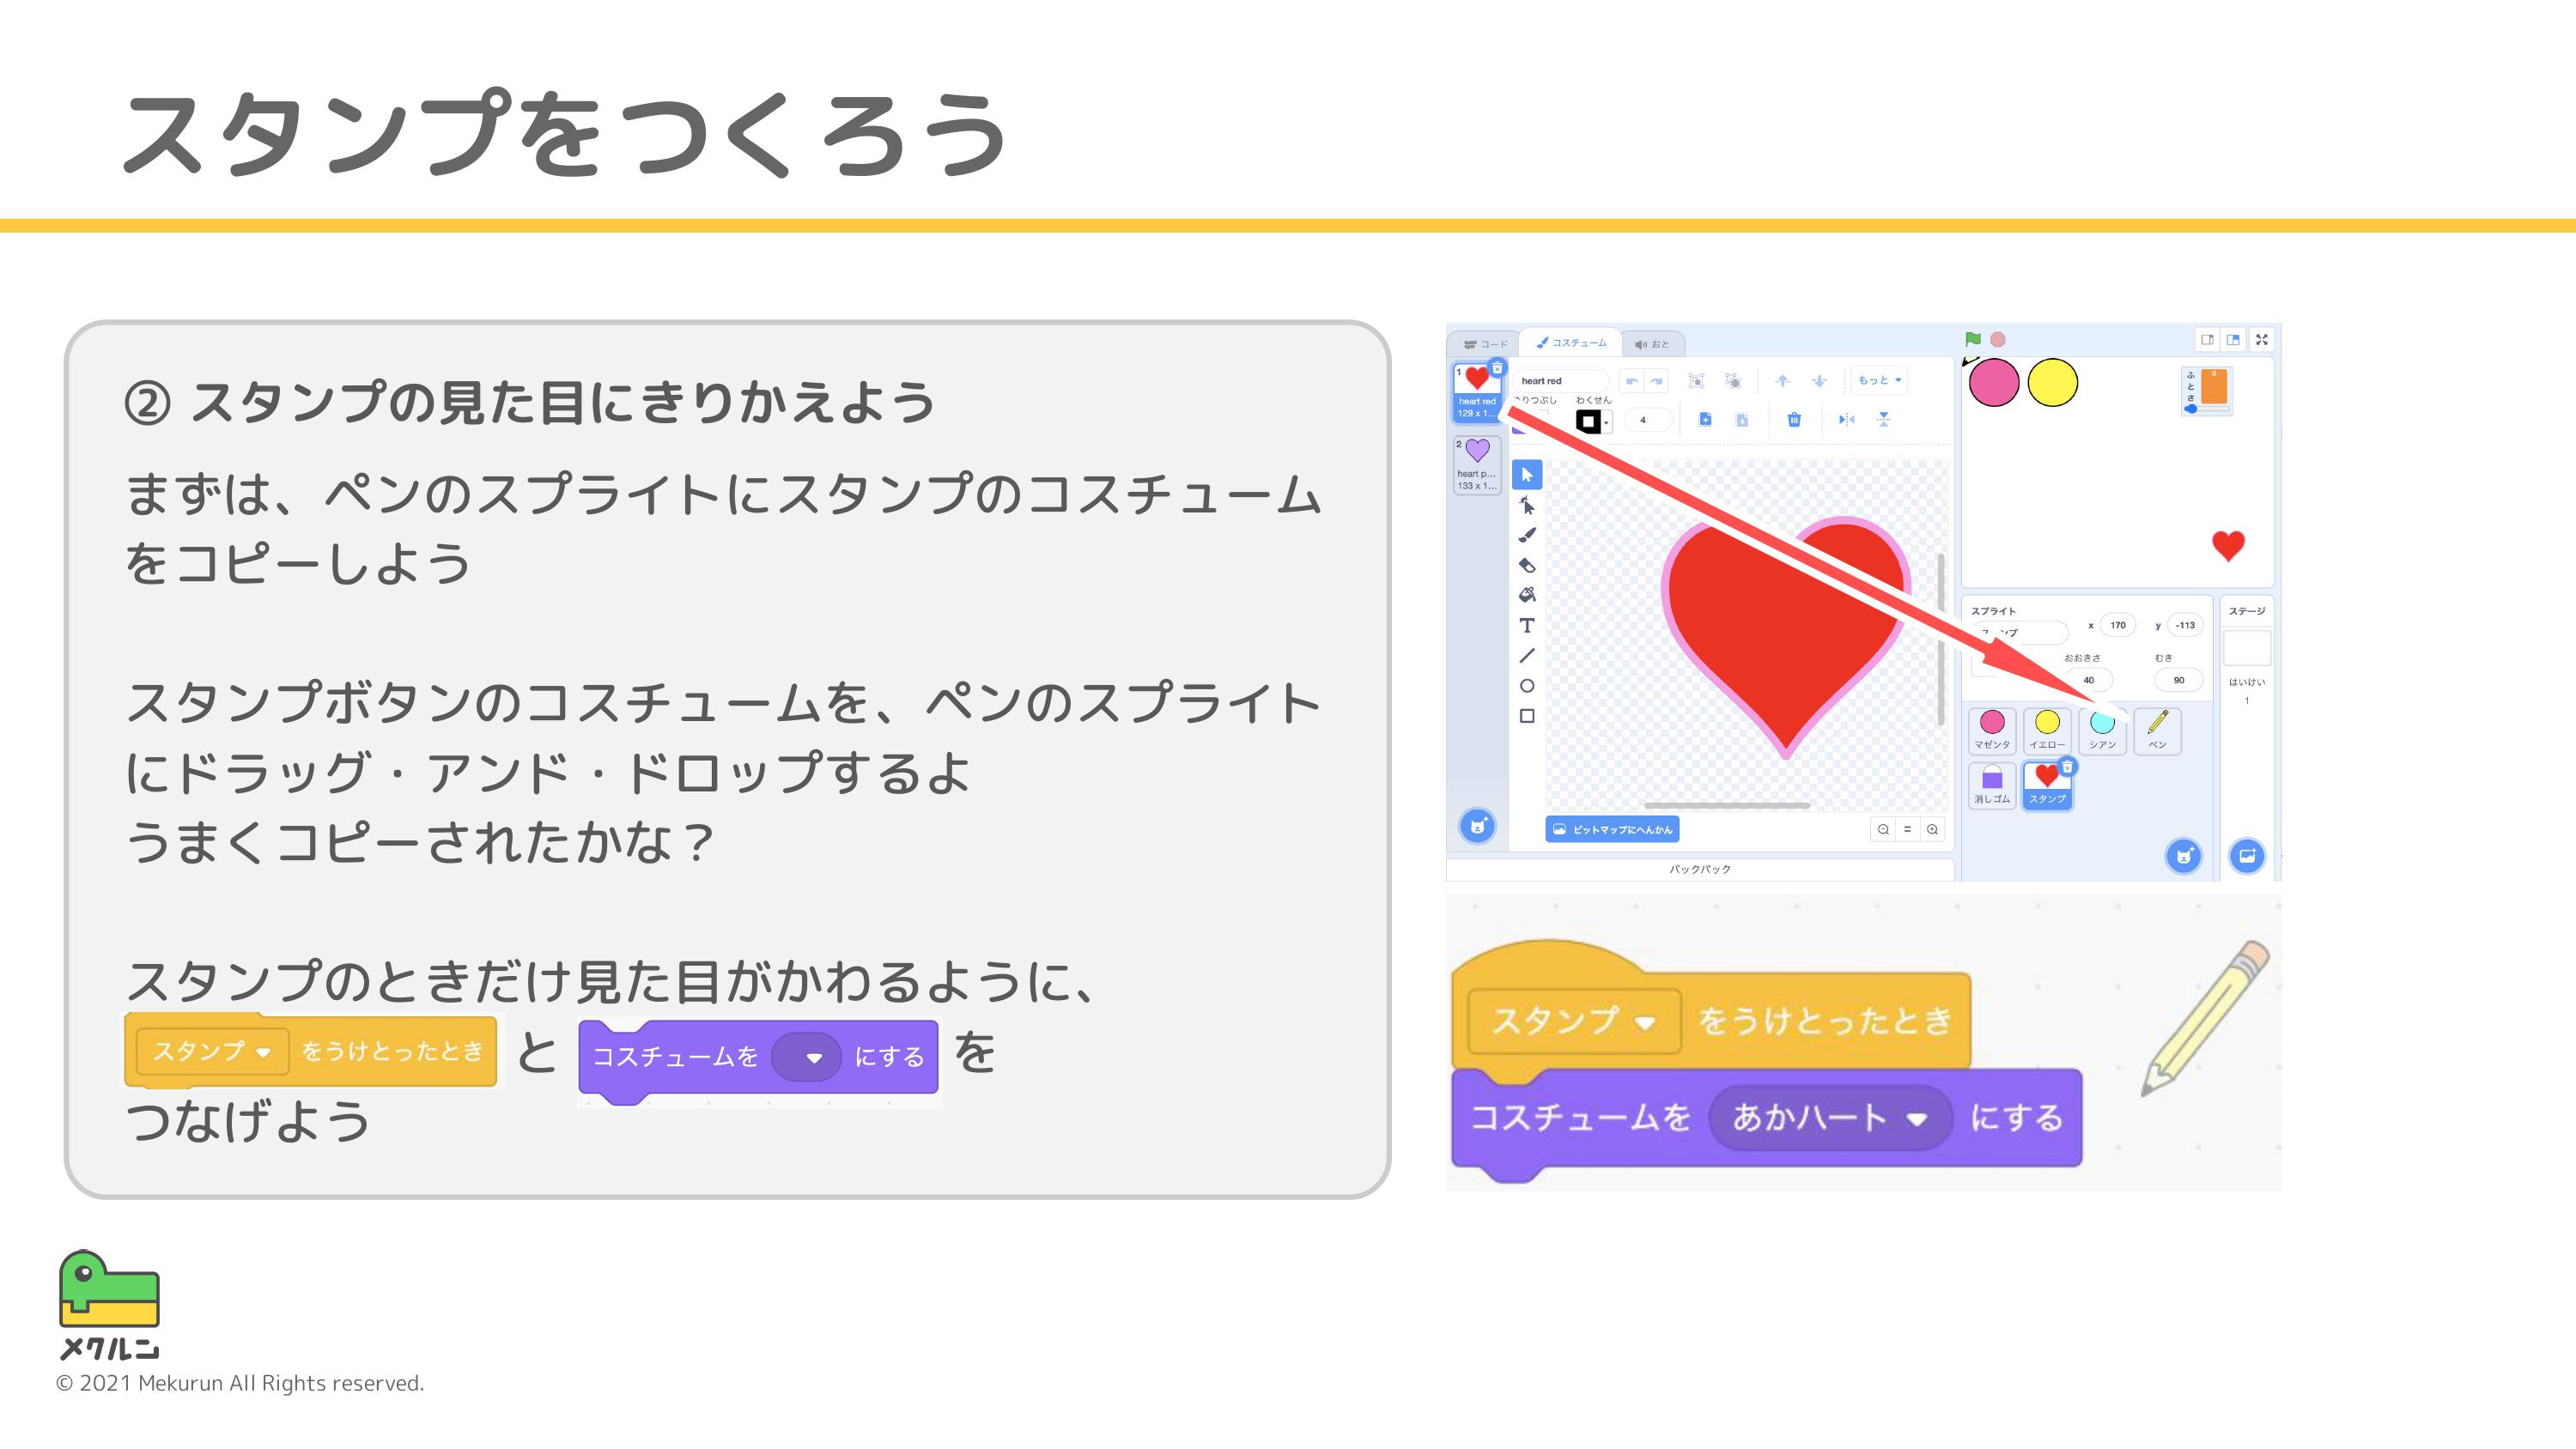 スタンプをつくろう
② スタンプの見た目にきりかえよう
まずは、ペンのスプライトにスタンプのコスチューム
をコピーしよう
スタンプボタンのコスチュームを、ペンのスプライト
にドラッグ・アンド・ドロップするよ
うまくコピーされたかな？
スタンプのときだけ見た目がかわるように、
スタンプ をうけとったとき と コスチュームを にする を
つなげよう
コード コスチューム おと
1
heart red
129 x 1...
2
heart p...
133 x 1...
heart red
もっと
わくせん
4
ビットマップにへんかん
バックパック
ふとさ
9
スプライト
x 170 y -113
おおきさ むき
40 90
ステージ
はいけい
1
マゼンタ イエロー シアン ペン
消しゴム スタンプ
スタンプ をうけとったとき
コスチュームを あかハート にする
メクルン
© 2021 Mekurun All Rights reserved.